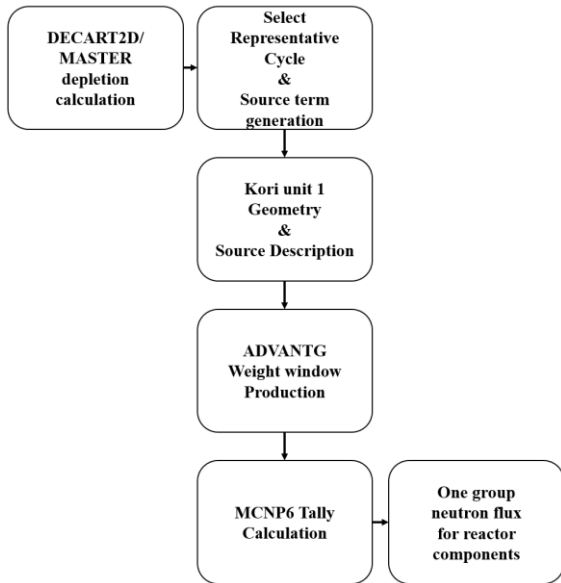 DECART2D/
MASTER
depletion
calculation
Select
Representative
Cycle
&
Source term
generation
Kori unit 1
Geometry
&
Source Description
ADVANTG
Weight window
Production
MCNP6 Tally
Calculation
One group
neutron flux
for reactor
components